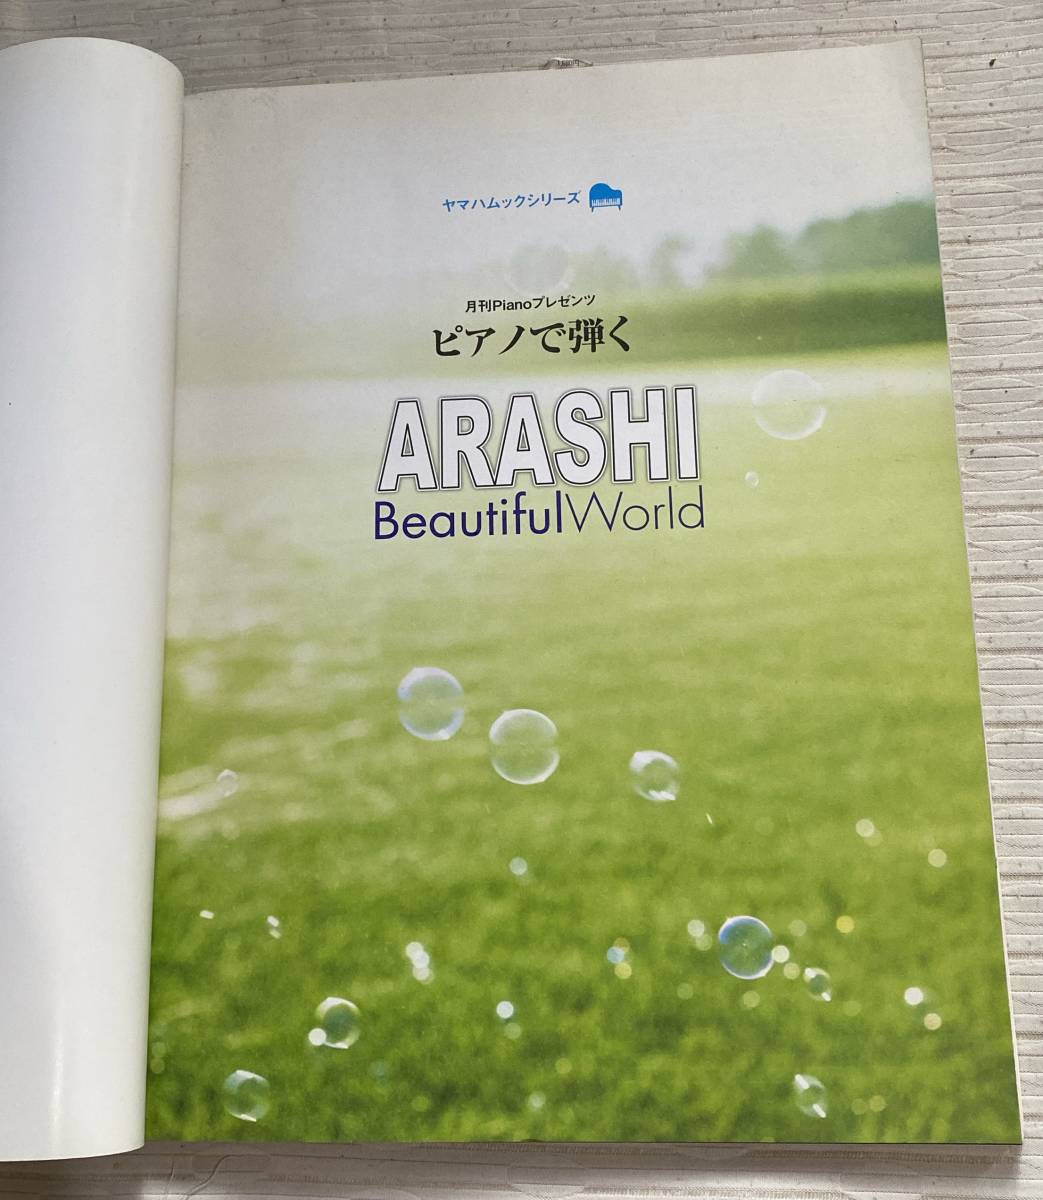 ヤマハムックシリーズ
月刊Pianoプレゼンツ
ピアノで弾く
ARASHI
BeautifulWorld